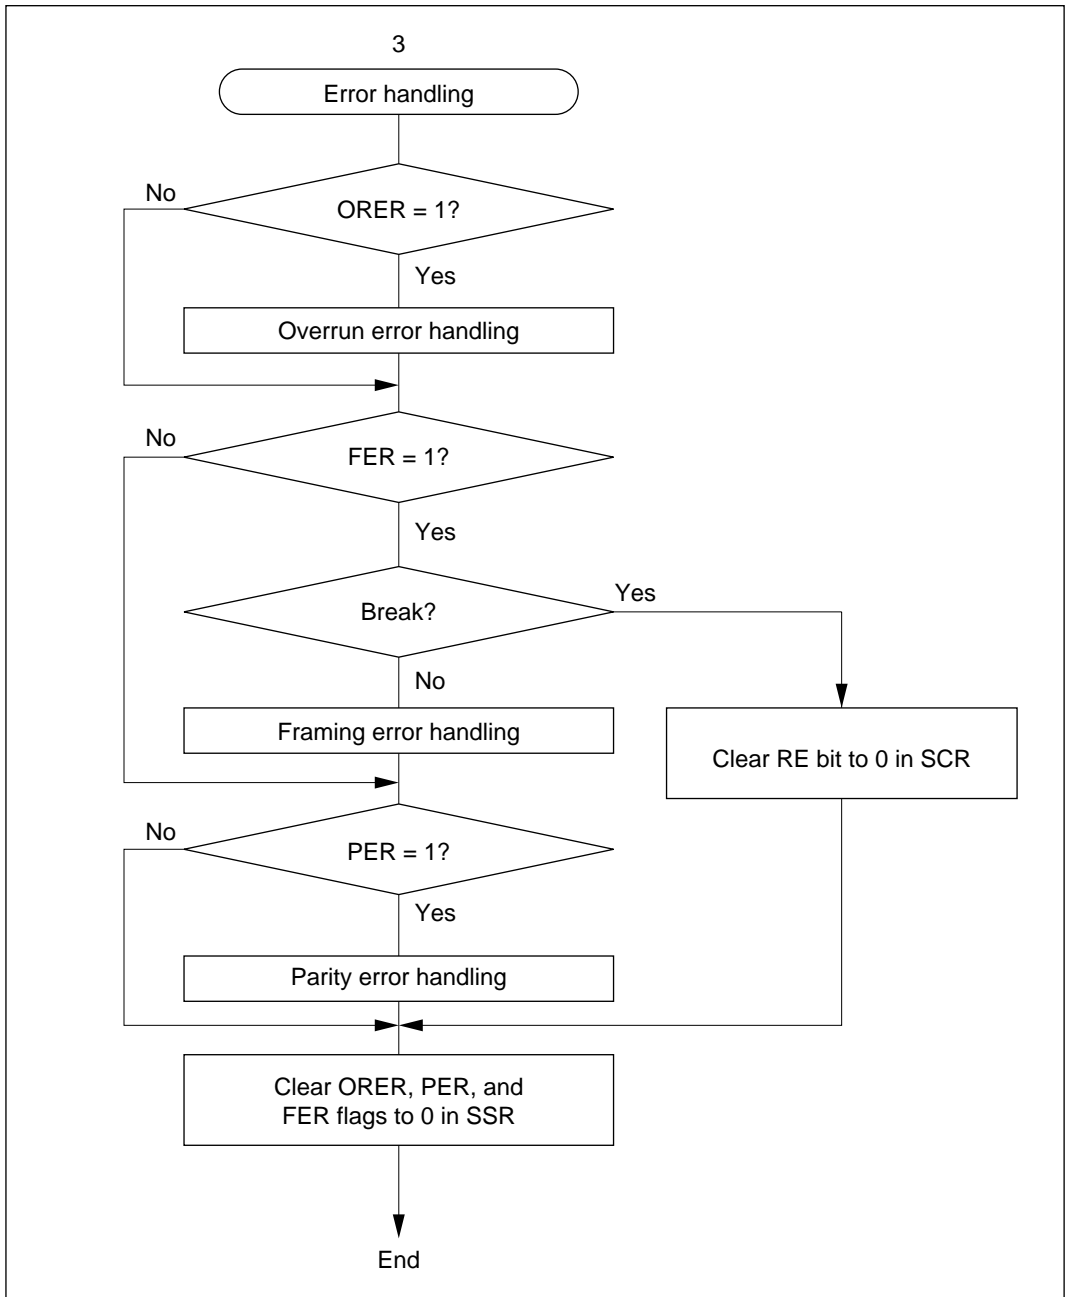 3
Error handling
No
ORER = 1?
Yes
Overrun error handling
No
FER = 1?
Yes
Break?
Yes
No
Framing error handling
Clear RE bit to 0 in SCR
No
PER = 1?
Yes
Parity error handling
Clear ORER, PER, and
FER flags to 0 in SSR
End